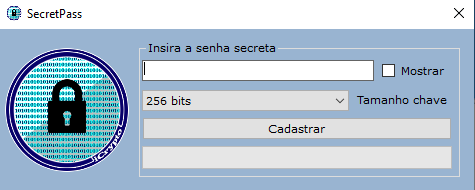 SecretPass
Insira a senha secreta
Mostrar
256 bits
Tamanho chave
Cadastrar